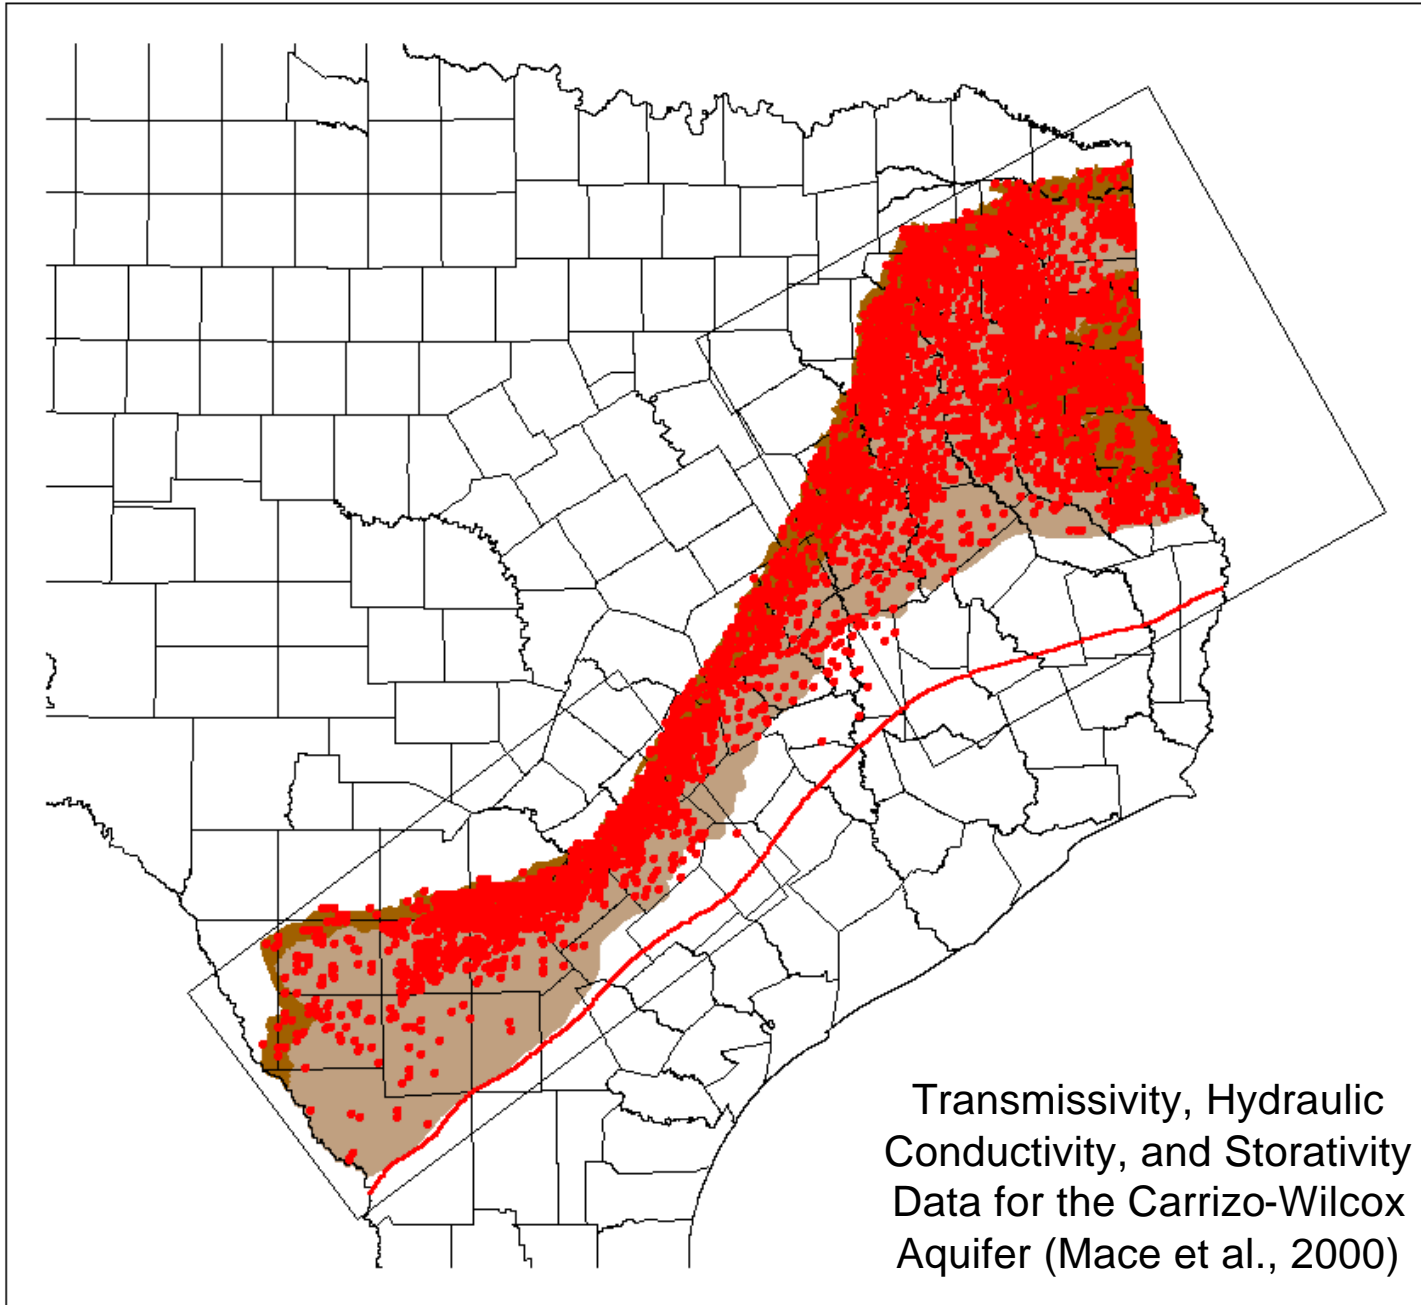 Transmissivity, Hydraulic
Conductivity, and Storativity
Data for the Carrizo-Wilcox
Aquifer (Mace et al., 2000)